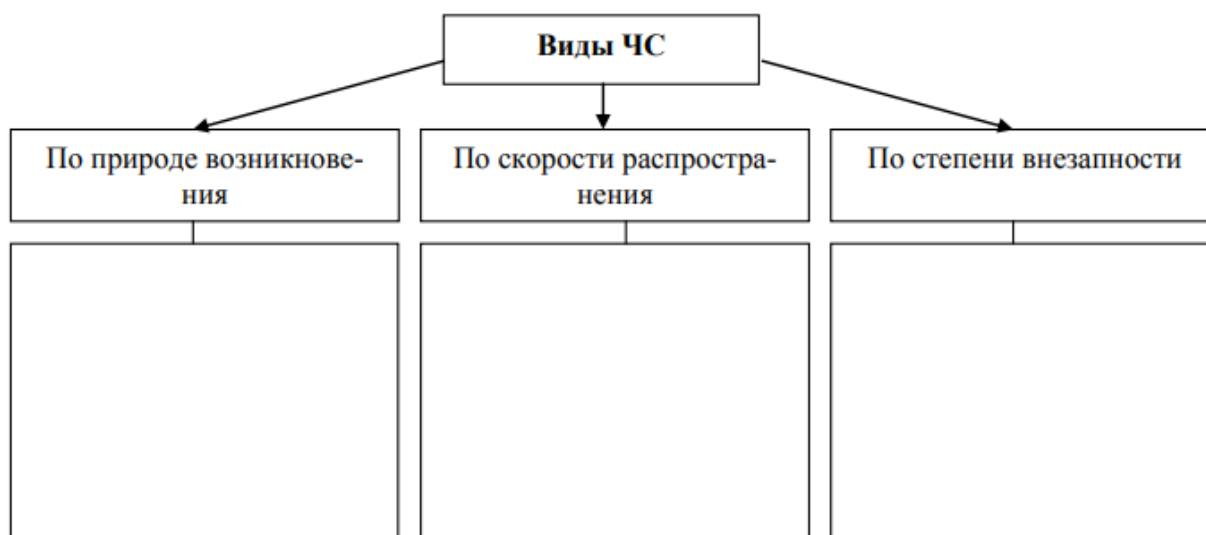 Виды ЧС
По природе возникнове-
ния
По скорости распростра-
нения
По степени внезапности